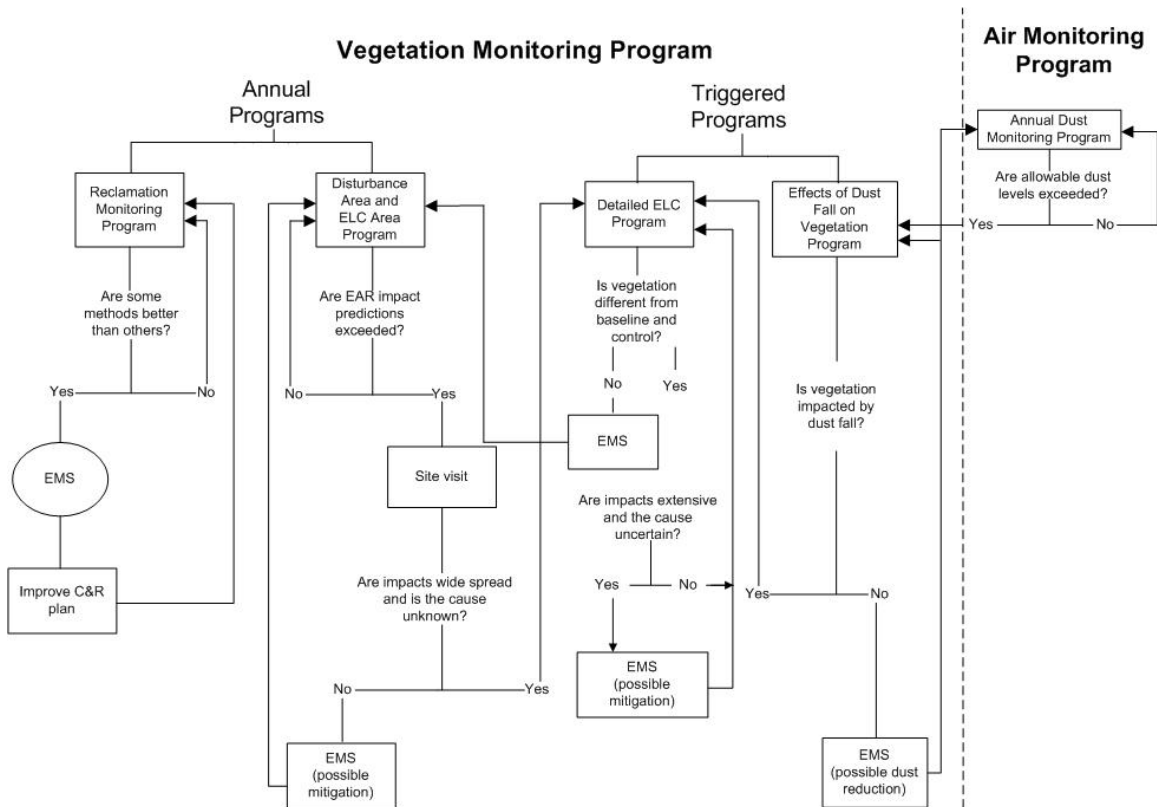 Vegetation Monitoring Program
Air Monitoring
Program
Annual
Programs
Triggered
Programs
Annual Dust
Monitoring Program
Are allowable dust
levels exceeded?
Yes
No
Reclamation
Monitoring
Program
Disturbance
Area and
ELC Area
Program
Detailed ELC
Program
Effects of Dust
Fall on
Vegetation
Program
Are some
methods better
than others?
Yes
No
EMS
Improve C&R
plan
Are EAR impact
predictions
exceeded?
No
Yes
Site visit
Are impacts wide spread
and is the cause
unknown?
No
Yes
EMS
(possible
mitigation)
Is vegetation
different from
baseline and
control?
No
Yes
EMS
Are impacts extensive
and the cause
uncertain?
Yes
No
EMS
(possible
mitigation)
Is vegetation
impacted by
dust fall?
Yes
No
EMS
(possible dust
reduction)